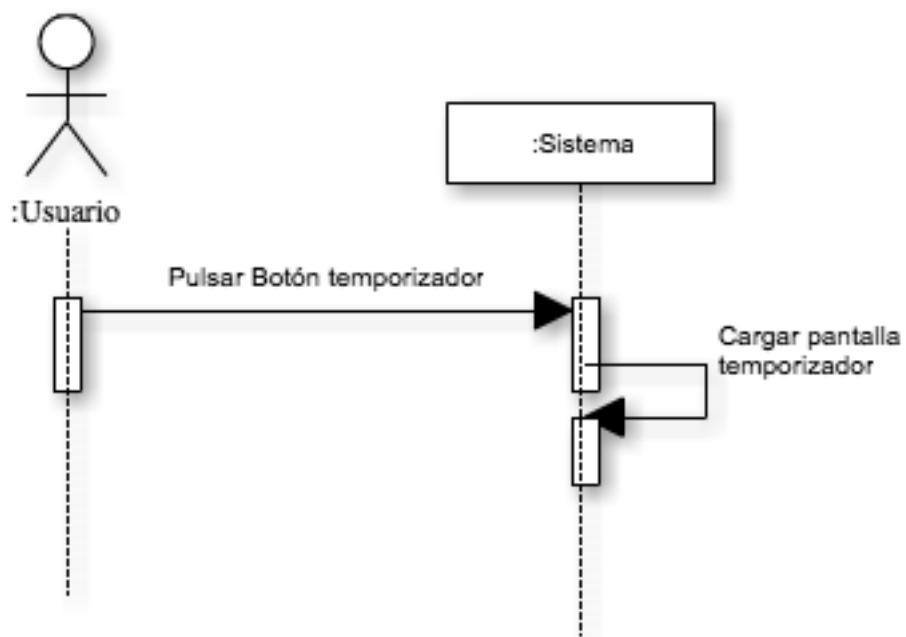 :Usuario
:Sistema
Pulsar Botón temporizador
Cargar pantalla
temporizador